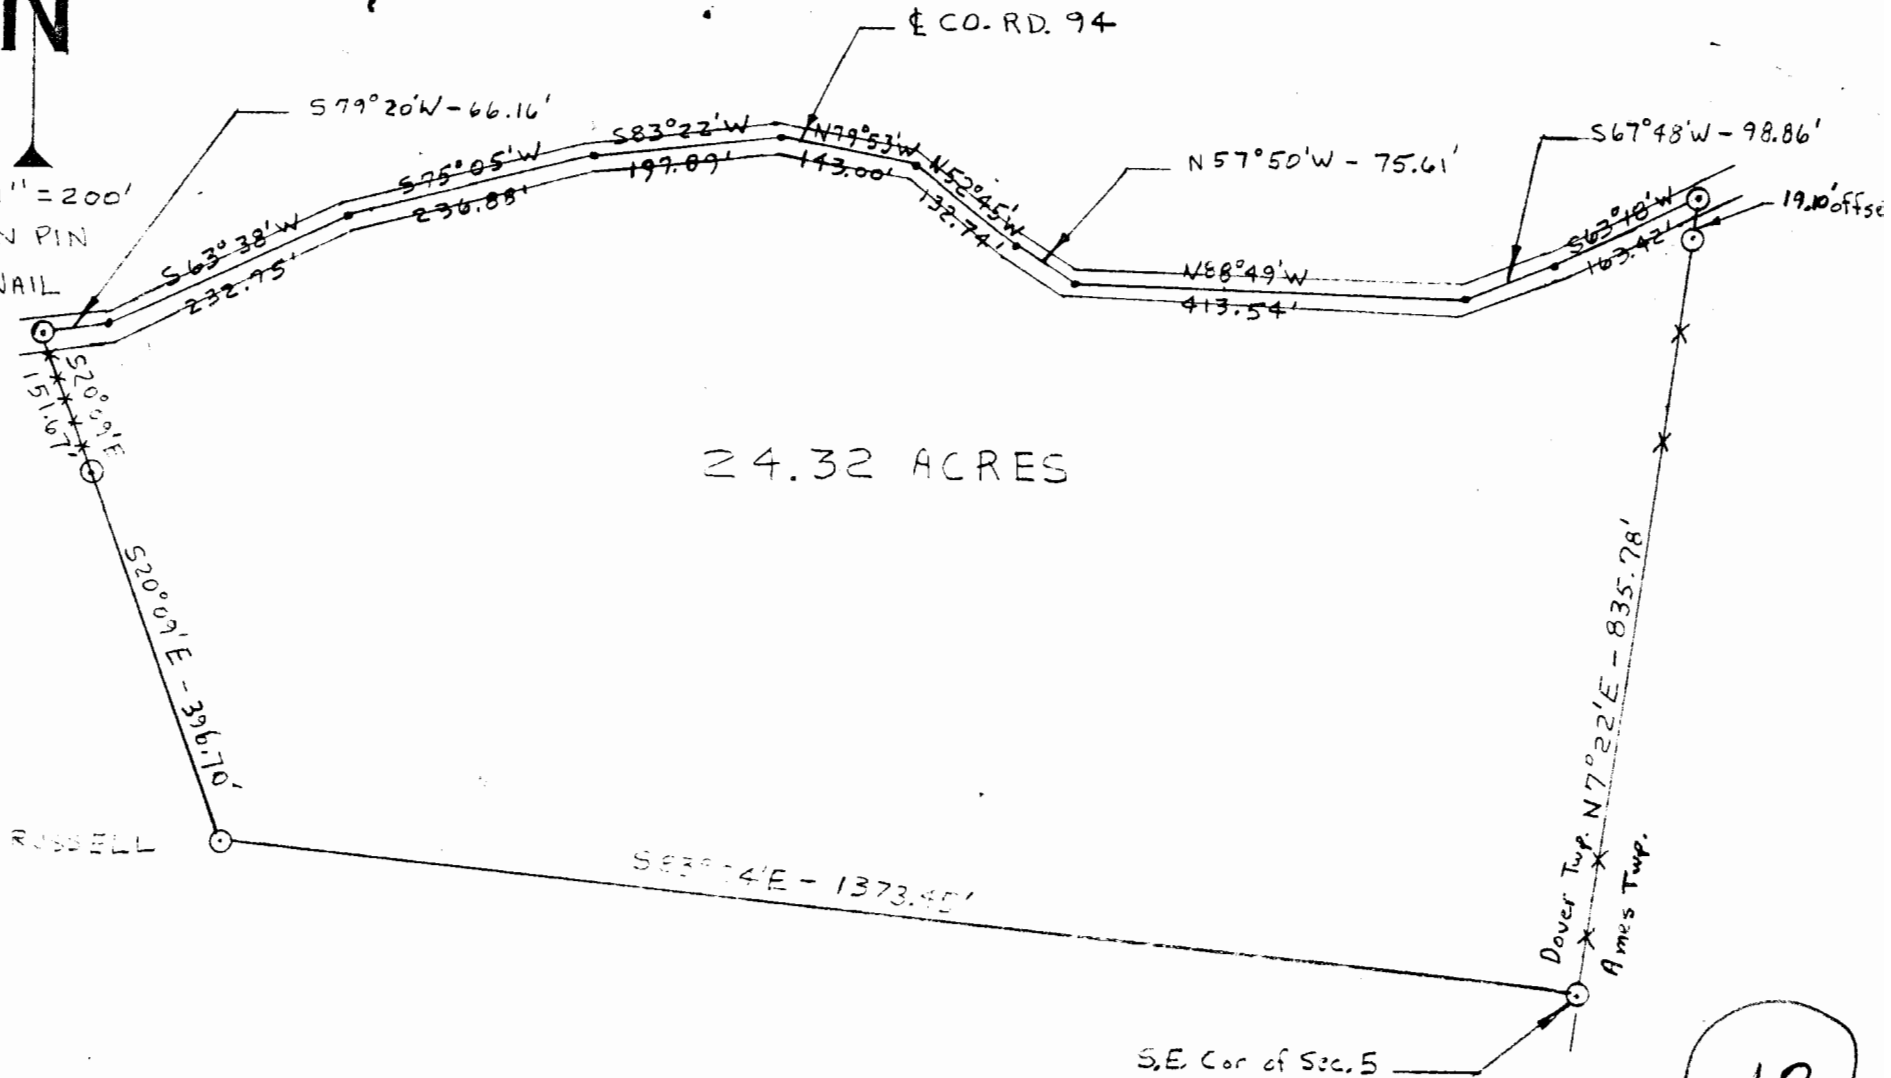 N
℄ CO. RD. 94
S79°20'W-66.16'
S83°22'W
197.89'
N79°53'W
143.00'
S67°48'W - 98.86'
S75°05'W
236.88'
N52°45'W
132.74'
N57°50'W - 75.61'
1" = 200'
PIN
S63°38'W
232.75'
S63°18'W
163.42'
19.10' offse
NAIL
N88°49'W
413.54'
S20°09'E
151.67'
24.32 ACRES
S20°09'E - 396.70'
N7°22'E - 835.78'
RUSSELL
1373.45'
Dover Twp.
Ames Twp.
S.E. Cor of Sec. 5